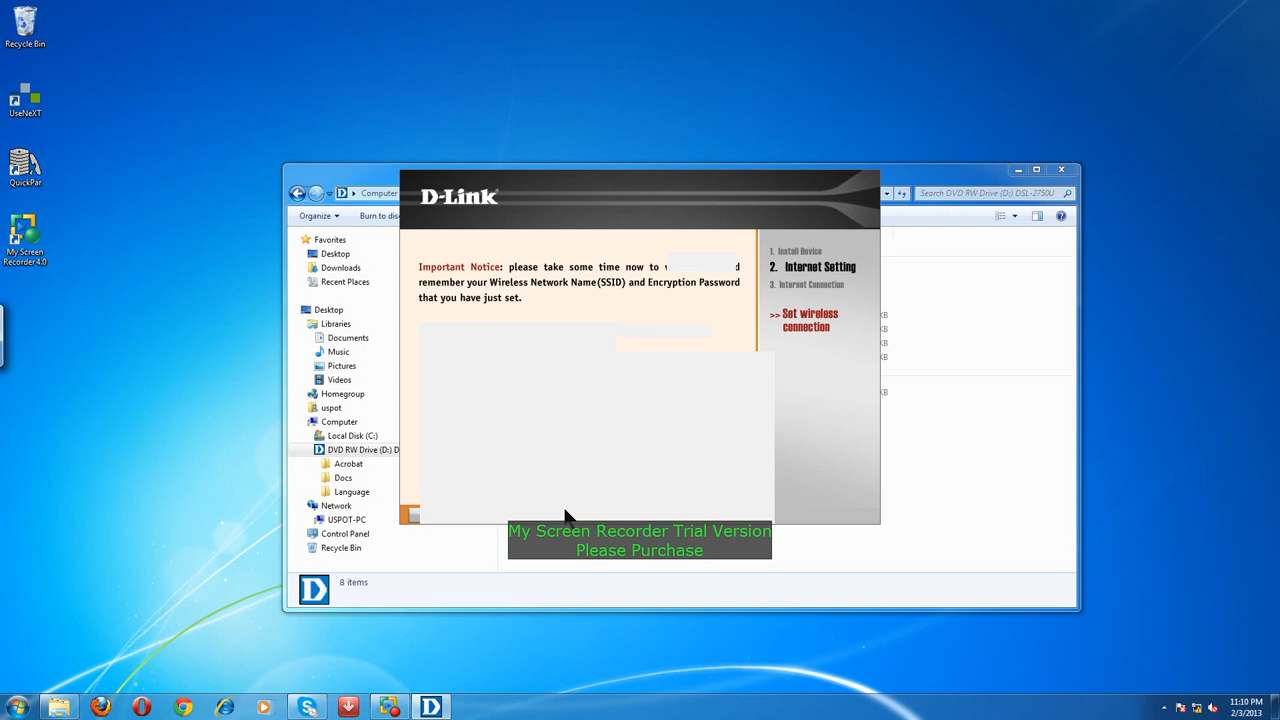 Recycle Bin
UseNeXT
QuickPar
My Screen
Recorder 4.0
Computer
Search DVD RW Drive (D:) DSL-2750U
Organize
Burn to disc
Favorites
Desktop
Downloads
Recent Places
Desktop
Libraries
Documents
Music
Pictures
Videos
Homegroup
uspot
Computer
Local Disk (C:)
DVD RW Drive (D:) D
Acrobat
Docs
Language
Network
USPOT-PC
Control Panel
Recycle Bin
8 items
D-Link
Important Notice: please take some time now to
remember your Wireless Network Name(SSID) and Encryption Password
that you have just set.
1. Install Device
2. Internet Setting
3. Internet Connection
>> Set wireless
connection
KB
KB
KB
KB
KB
My Screen Recorder Trial Version
Please Purchase
11:10 PM
2/3/2013